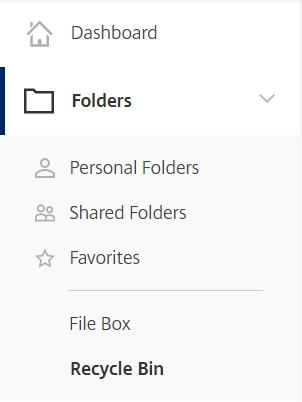 Dashboard
Folders
Personal Folders
Shared Folders
Favorites
File Box
Recycle Bin